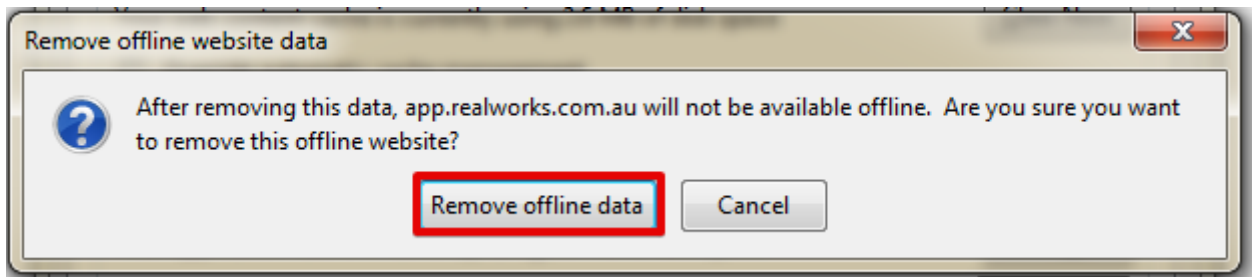 Remove offline website data
After removing this data, app.realworks.com.au will not be available offline. Are you sure you want
to remove this offline website?
Remove offline data
Cancel